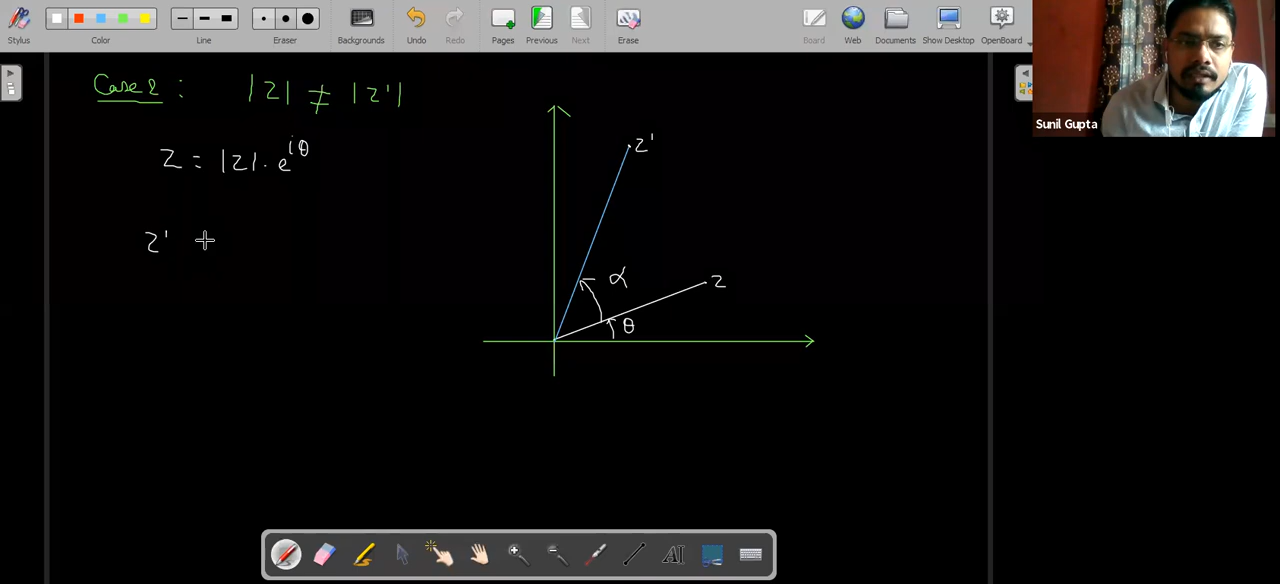 Stylus Color Line Eraser Backgrounds Undo Redo Pages Previous Next Erase Board Web Documents Show Desktop OpenBoard
Sunil Gupta
Case 2 : |z| ≠ |z'|
z = |z|. e^{iθ}
z'
z'
α
z
θ
AI